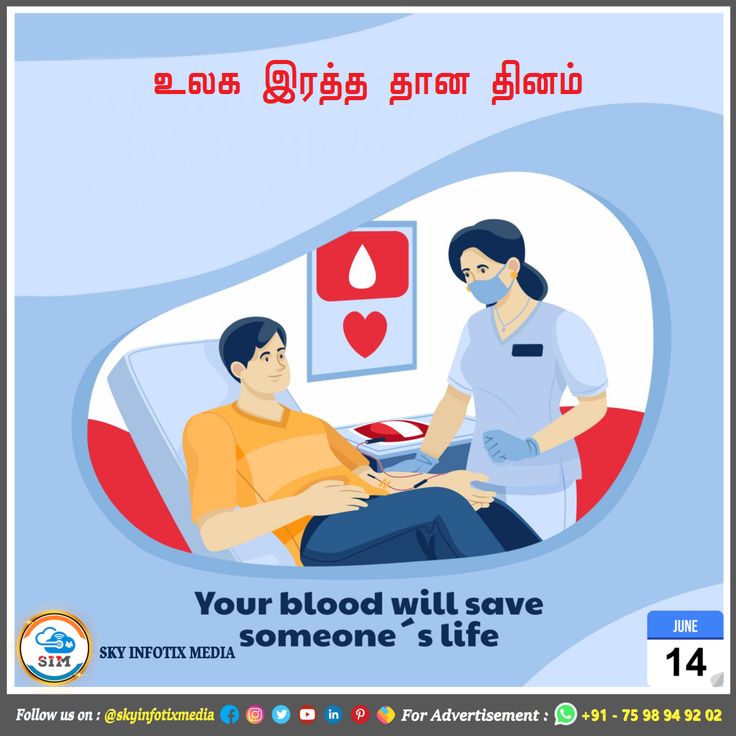 உலக இரத்த தான தினம்
Your blood will save
someone´s life
SIM
SKY INFOTIX MEDIA
JUNE
14
Follow us on : @skyinfotixmedia For Advertisement : +91 - 75 98 94 92 02